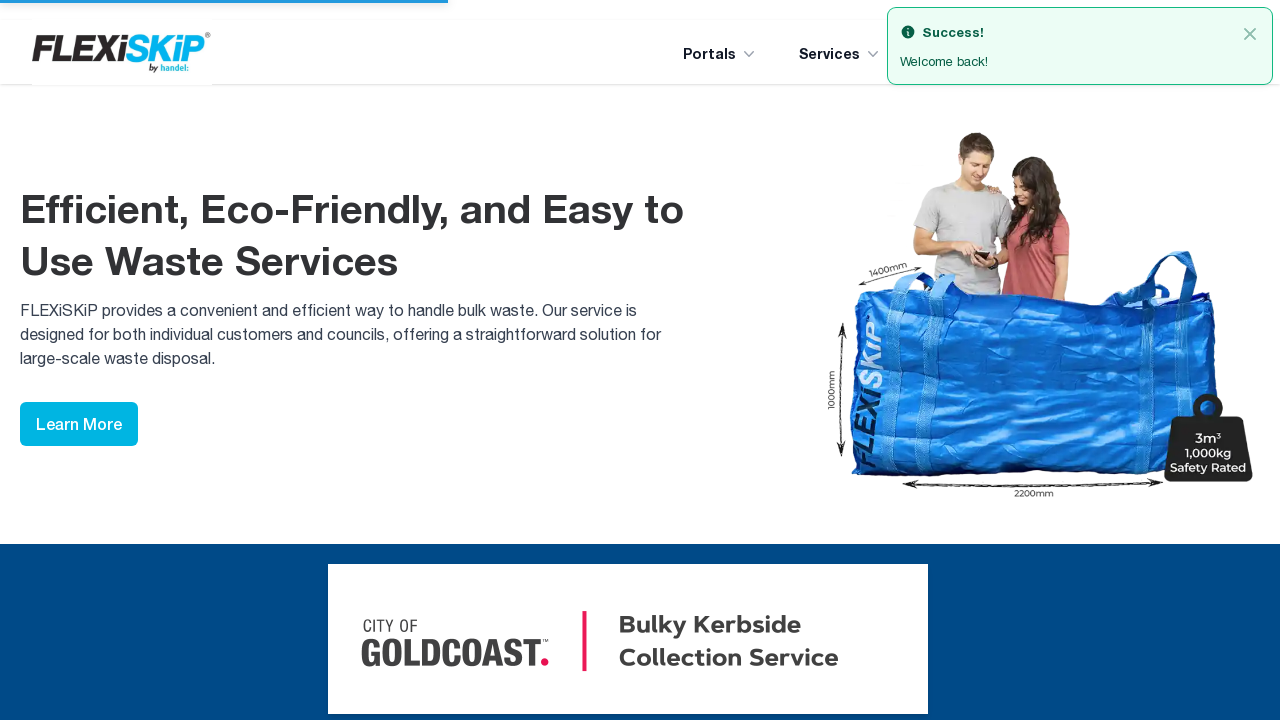 FLEXiSKiP®
by handel:
Portals
Services
Success!
Welcome back!
Efficient, Eco-Friendly, and Easy to
Use Waste Services
FLEXiSKiP provides a convenient and efficient way to handle bulk waste. Our service is
designed for both individual customers and councils, offering a straightforward solution for
large-scale waste disposal.
Learn More
1400mm
1000mm
FLEXiSKiP
3m³
1,000kg
Safety Rated
2200mm
CITY OF
GOLDCOAST.™
Bulky Kerbside
Collection Service